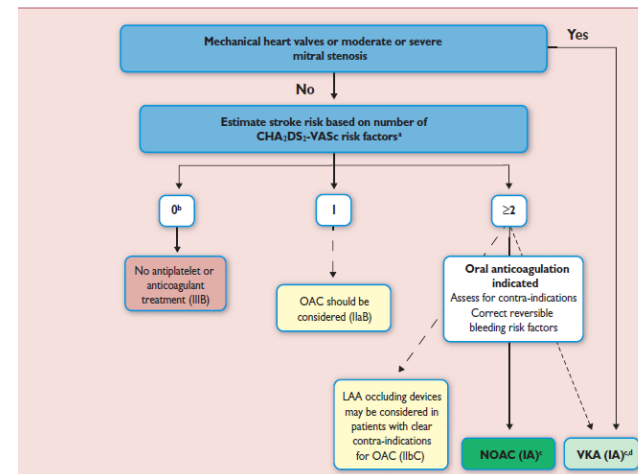 Mechanical heart valves or moderate or severe
mitral stenosis
Yes
No
Estimate stroke risk based on number of
CHA₂DS₂-VASc risk factorsᵃ
0ᵇ
1
≥2
No antiplatelet or
anticoagulant
treatment (IIIB)
OAC should be
considered (IIaB)
Oral anticoagulation
indicated
Assess for contra-indications
Correct reversible
bleeding risk factors
LAA occluding devices
may be considered in
patients with clear
contra-indications
for OAC (IIbC)
NOAC (IA)ᶜ
VKA (IA)ᶜ,ᵈ